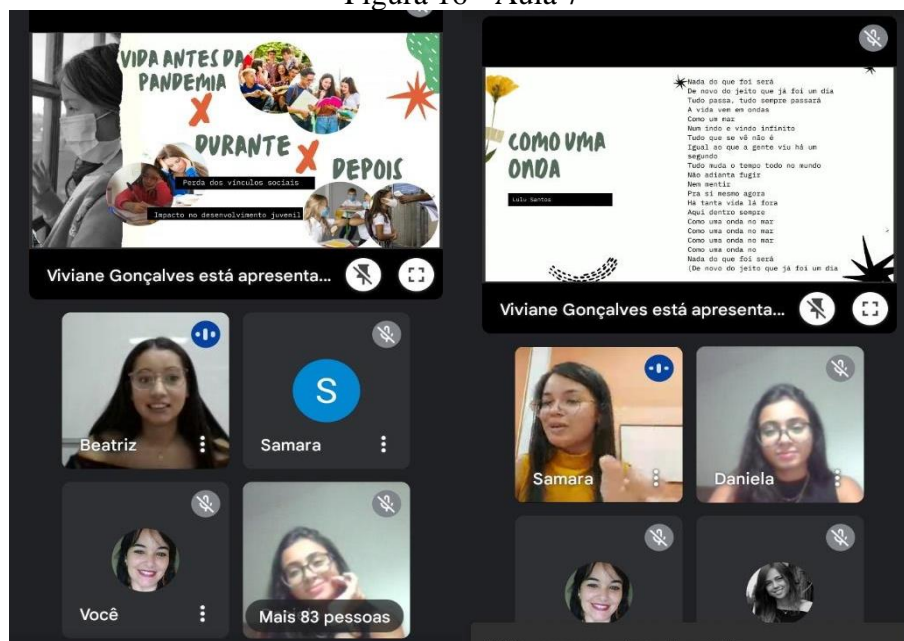 Figura 16 - Aula 7
VIDA ANTES DA
PANDEMIA
X
DURANTE
X
DEPOIS
Perda dos vínculos sociais
Impacto no desenvolvimento juvenil
Viviane Gonçalves está apresenta...
Beatriz
S
Samara
Você
Mais 83 pessoas
COMO UMA
ONDA
Lulu Santos
Nada do que foi será
De novo do jeito que já foi um dia
Tudo passa, tudo sempre passará
A vida vem em ondas
Como um mar
Num indo e vindo infinito
Tudo que se vê não é
Igual ao que a gente viu há um
segundo
Tudo muda o tempo todo no mundo
Não adianta fugir
Nem mentir
Pra si mesmo agora
Há tanta vida lá fora
Aqui dentro sempre
Como uma onda no mar
Como uma onda no mar
Como uma onda no mar
Como uma onda no
Nada do que foi será
(De novo do jeito que já foi um dia
Viviane Gonçalves está apresenta...
Samara
Daniela